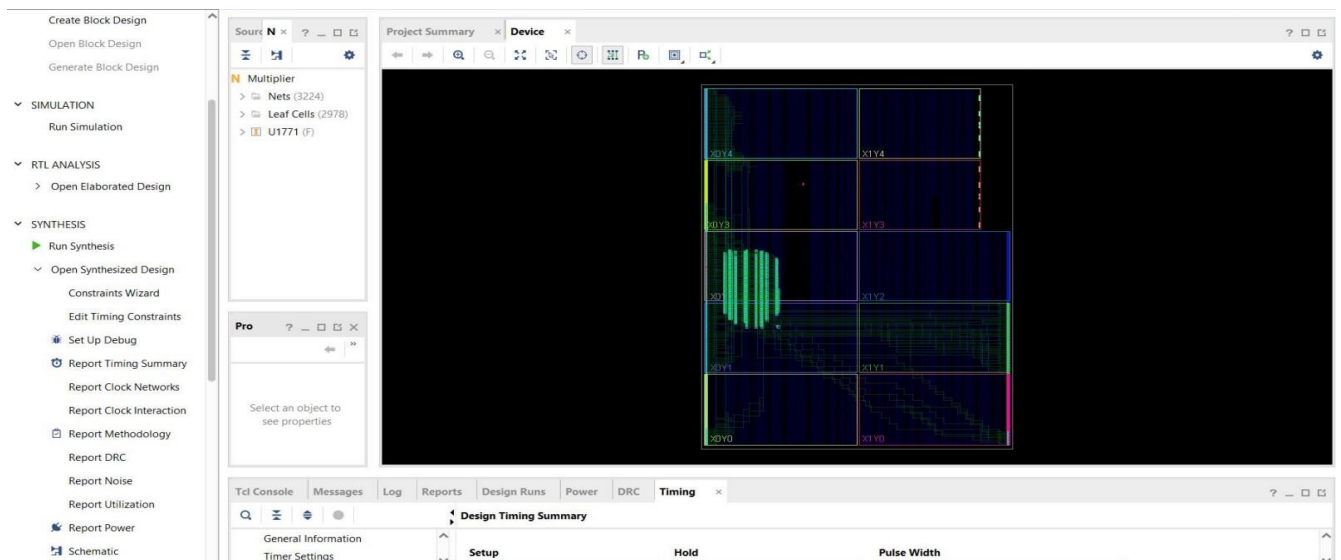 Create Block Design
Open Block Design
Generate Block Design
SIMULATION
Run Simulation
RTL ANALYSIS
Open Elaborated Design
SYNTHESIS
Run Synthesis
Open Synthesized Design
Constraints Wizard
Edit Timing Constraints
Set Up Debug
Report Timing Summary
Report Clock Networks
Report Clock Interaction
Report Methodology
Report DRC
Report Noise
Report Utilization
Report Power
Schematic
Sourc N × ? _
N Multiplier
> Nets (3224)
> Leaf Cells (2978)
> U1771 (F)
Pro ? _ ×
Select an object to
see properties
Project Summary × Device × ?
X0Y4 X1Y4
X0Y3 X1Y3
X1Y2
X0Y1 X1Y1
X0Y0 X1Y0
Tcl Console Messages Log Reports Design Runs Power DRC Timing × ? _
Design Timing Summary
General Information
Timer Settings
Setup Hold Pulse Width